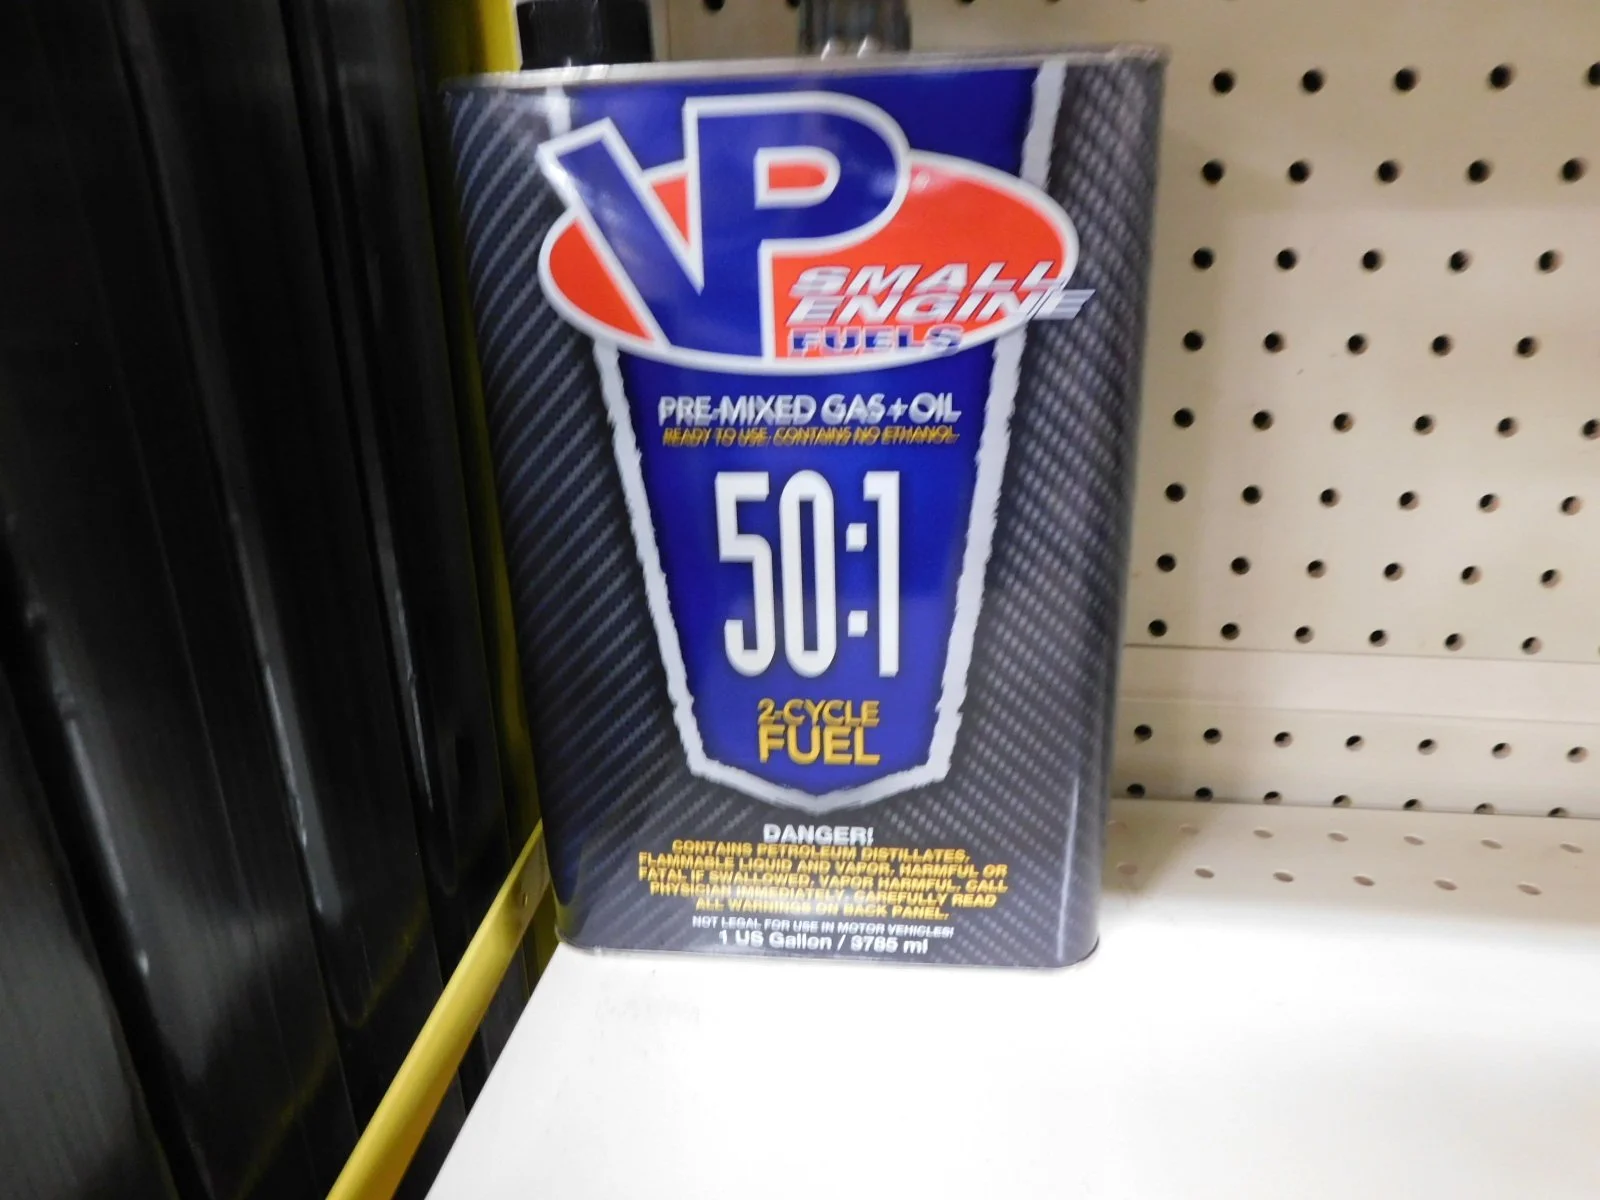 VP
SMALL
ENGINE
FUELS
PRE-MIXED GAS + OIL
READY TO USE. CONTAINS NO ETHANOL
50:1
2-CYCLE
FUEL
DANGER!
CONTAINS PETROLEUM DISTILLATES,
FLAMMABLE LIQUID AND VAPOR, HARMFUL OR
FATAL IF SWALLOWED, VAPOR HARMFUL, CALL
PHYSICIAN IMMEDIATELY. CAREFULLY READ
ALL WARNINGS ON BACK PANEL.
NOT LEGAL FOR USE IN MOTOR VEHICLES!
1 US Gallon / 3785 ml